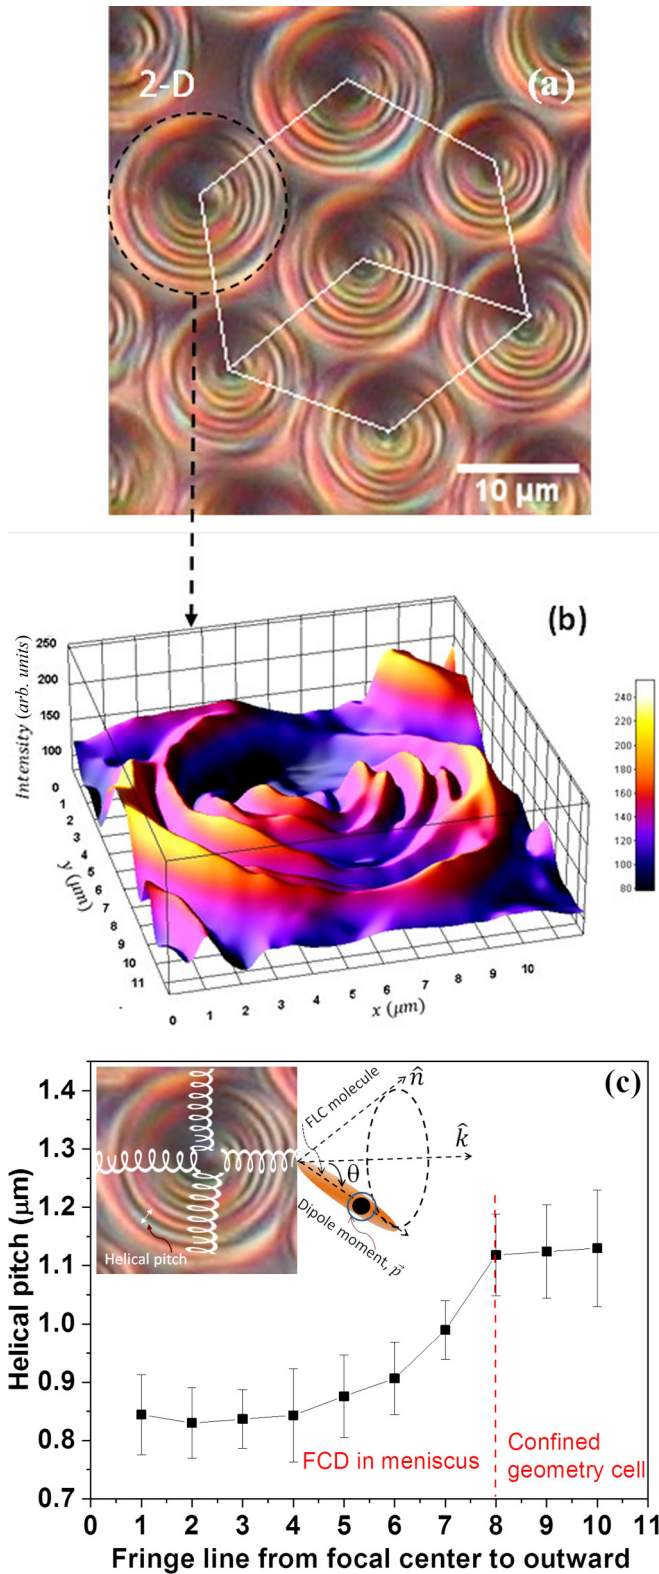 2-D
(a)
10 μm
(b)
Intensity (arb. units)
250
200
150
100
0
1
2
3
4
5
6
7
8
9
10
11
y (μm)
0
1
2
3
4
5
6
7
8
9
10
x (μm)
240
220
200
180
160
140
120
100
80
(c)
Helical pitch (μm)
1.4
1.3
1.2
1.1
1.0
0.9
0.8
0.7
Helical pitch
FLC molecule
n̂
k̂
θ
Dipole moment, p⃗
FCD in meniscus
Confined
geometry cell
0 1 2 3 4 5 6 7 8 9 10 11
Fringe line from focal center to outward